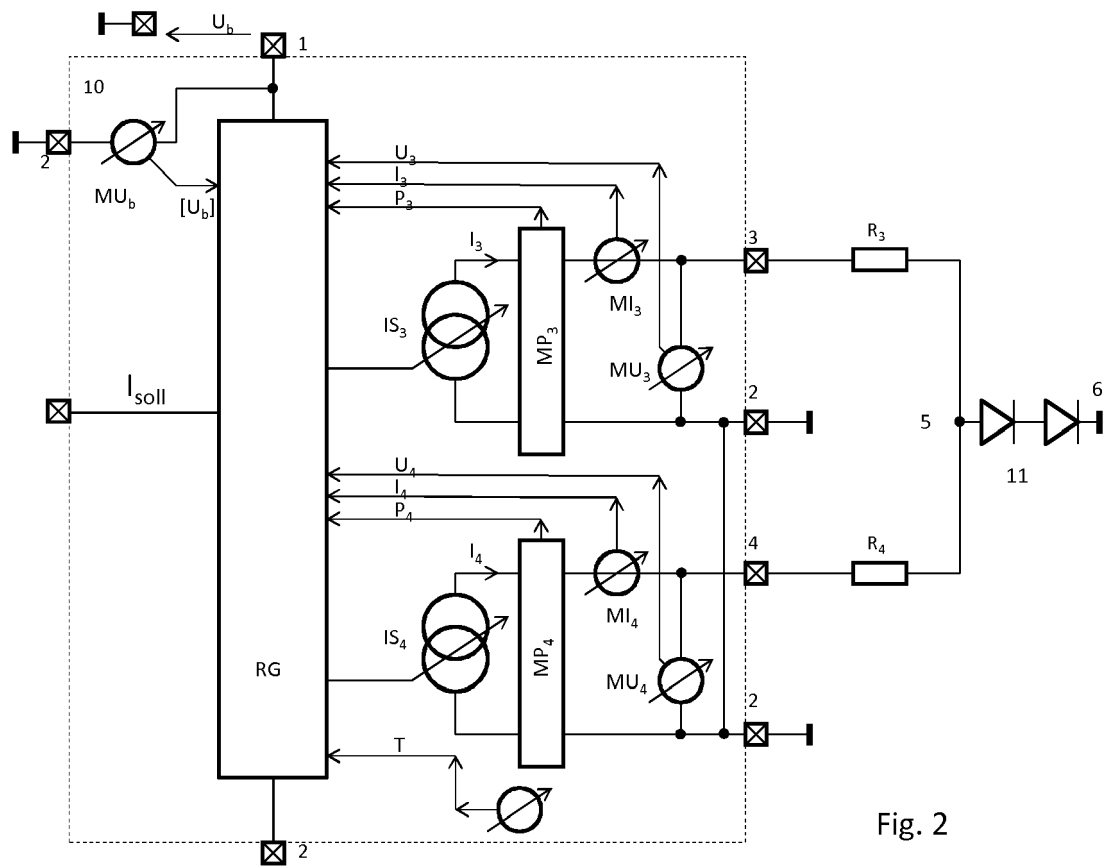 U_b
1
10
2
MU_b
[U_b]
U_3
I_3
P_3
I_3
IS_3
MP_3
MI_3
MU_3
3
R_3
2
I_soll
5
6
11
U_4
I_4
P_4
I_4
IS_4
MP_4
MI_4
MU_4
4
R_4
2
RG
T
2
Fig. 2